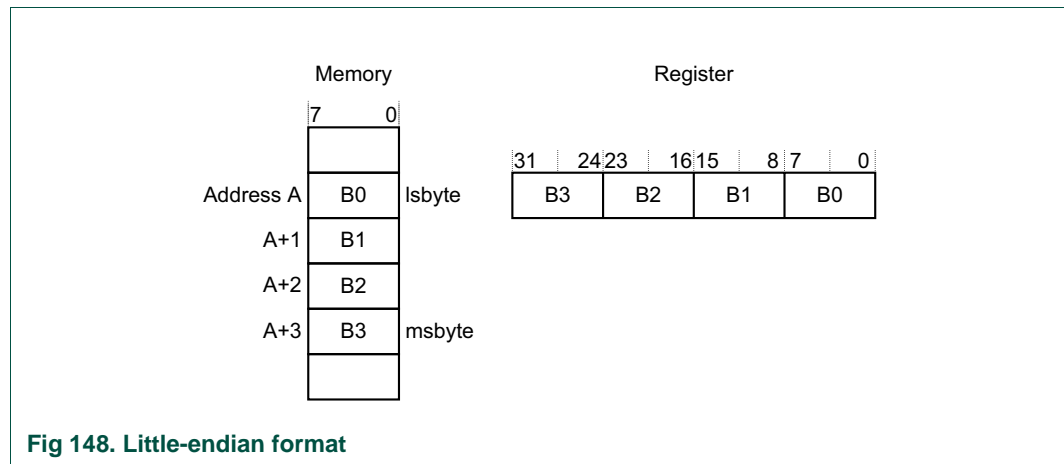 Memory Register
7 0
31 24 23 16 15 8 7 0
Address A B0 lsbyte B3 B2 B1 B0
A+1 B1
A+2 B2
A+3 B3 msbyte
Fig 148. Little-endian format